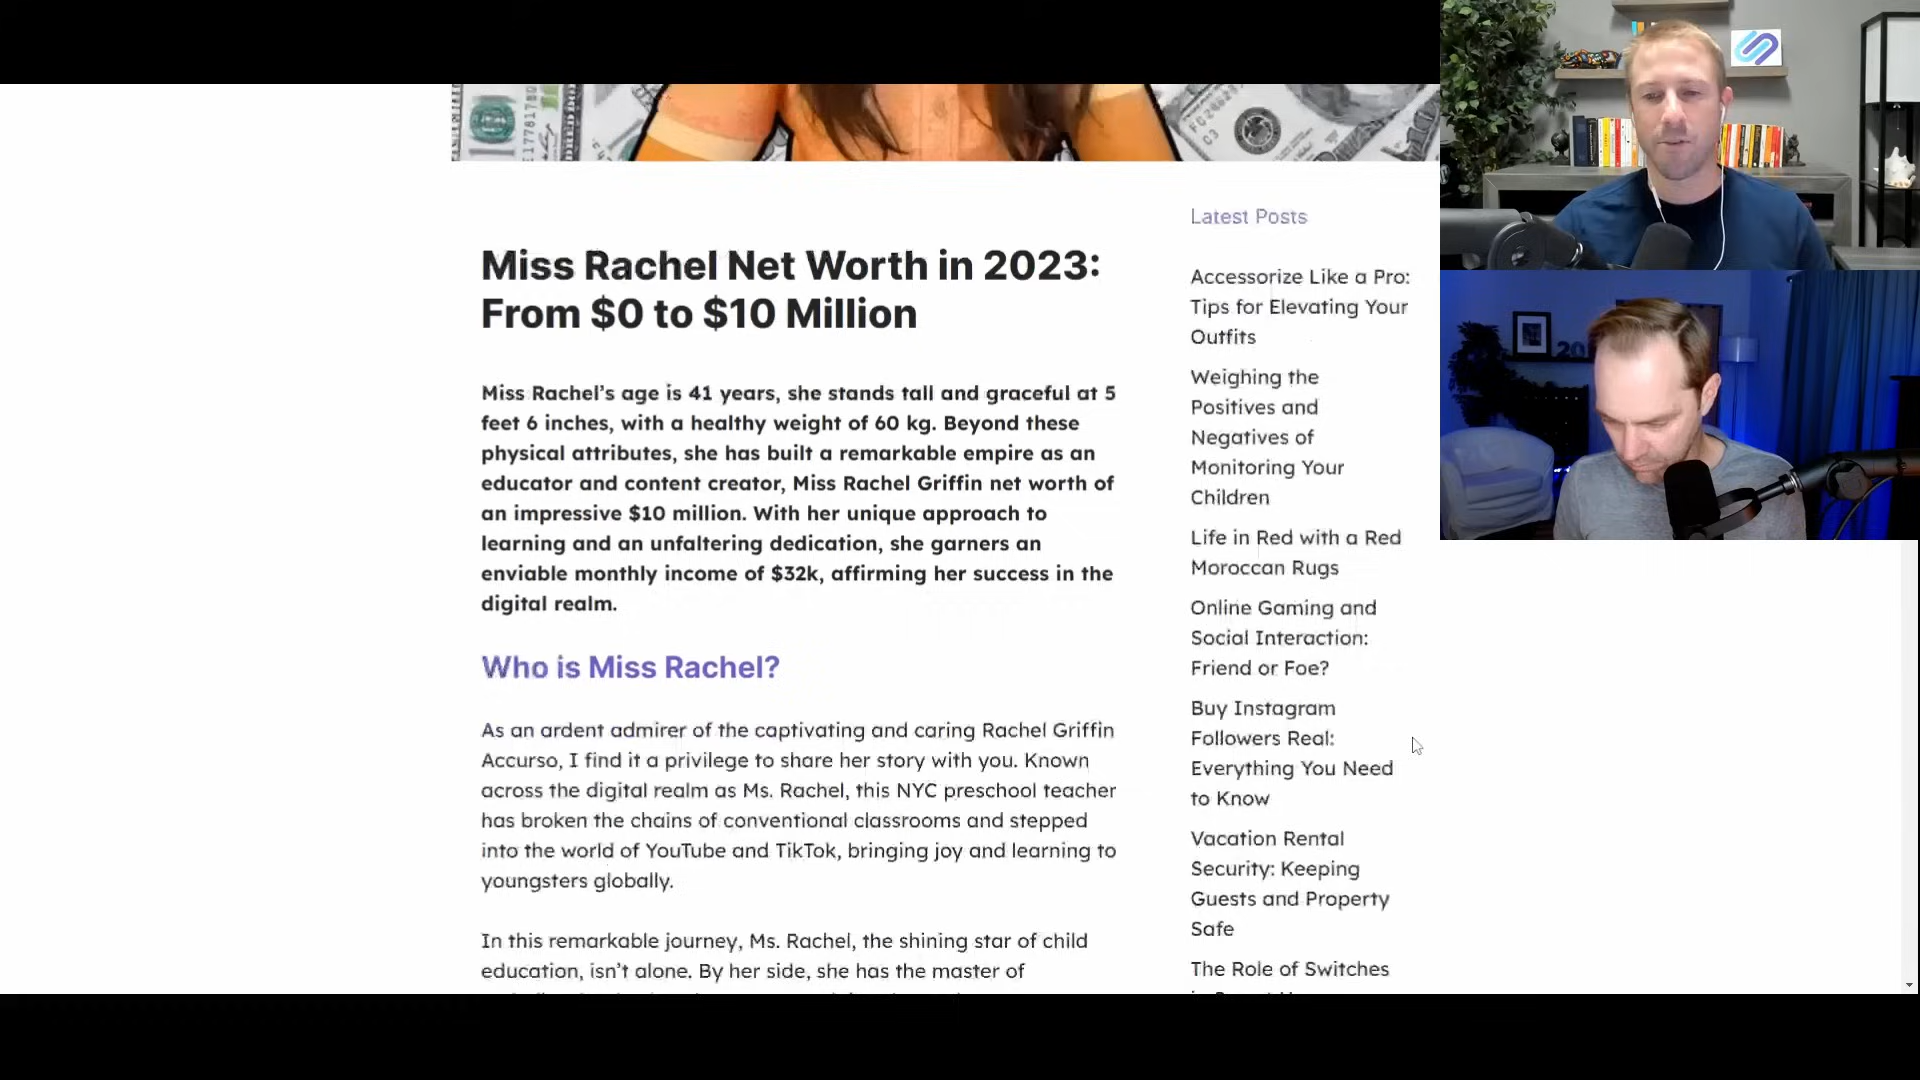 Miss Rachel Net Worth in 2023:
From $0 to $10 Million
Miss Rachel's age is 41 years, she stands tall and graceful at 5
feet 6 inches, with a healthy weight of 60 kg. Beyond these
physical attributes, she has built a remarkable empire as an
educator and content creator, Miss Rachel Griffin net worth of
an impressive $10 million. With her unique approach to
learning and an unfaltering dedication, she garners an
enviable monthly income of $32k, affirming her success in the
digital realm.
Who is Miss Rachel?
As an ardent admirer of the captivating and caring Rachel Griffin
Accurso, I find it a privilege to share her story with you. Known
across the digital realm as Ms. Rachel, this NYC preschool teacher
has broken the chains of conventional classrooms and stepped
into the world of YouTube and TikTok, bringing joy and learning to
youngsters globally.
In this remarkable journey, Ms. Rachel, the shining star of child
education, isn't alone. By her side, she has the master of
Latest Posts
Accessorize Like a Pro:
Tips for Elevating Your
Outfits
Weighing the
Positives and
Negatives of
Monitoring Your
Children
Life in Red with a Red
Moroccan Rugs
Online Gaming and
Social Interaction:
Friend or Foe?
Buy Instagram
Followers Real:
Everything You Need
to Know
Vacation Rental
Security: Keeping
Guests and Property
Safe
The Role of Switches